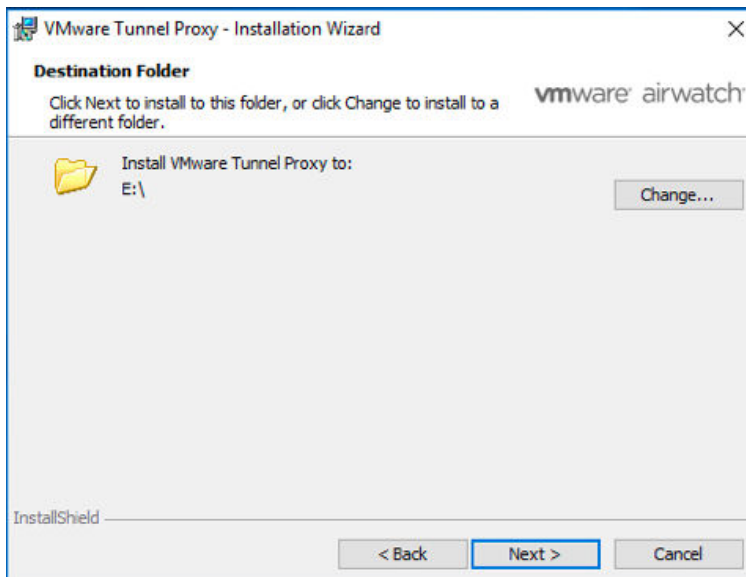 VMware Tunnel Proxy - Installation Wizard
Destination Folder
Click Next to install to this folder, or click Change to install to a
different folder.
vmware airwatch
Install VMware Tunnel Proxy to:
E:\
Change...
InstallShield
< Back
Next >
Cancel